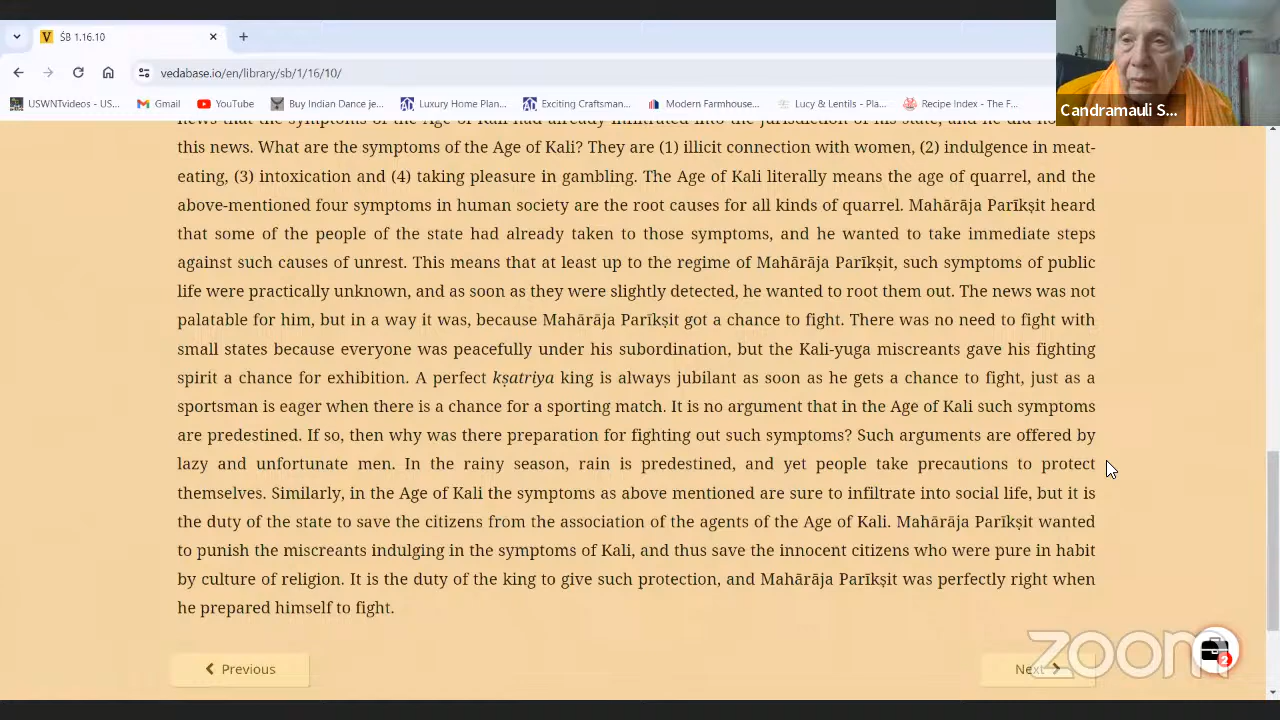 ŚB 1.16.10
vedabase.io/en/library/sb/1/16/10/
USWNTvideos - US...
Gmail
YouTube
Buy Indian Dance je...
Luxury Home Plan...
Exciting Craftsman...
Modern Farmhouse...
Lucy & Lentils - Pla...
Recipe Index - The F...
Candramauli S...
this news. What are the symptoms of the Age of Kali? They are (1) illicit connection with women, (2) indulgence in meat-
eating, (3) intoxication and (4) taking pleasure in gambling. The Age of Kali literally means the age of quarrel, and the
above-mentioned four symptoms in human society are the root causes for all kinds of quarrel. Mahārāja Parīkṣit heard
that some of the people of the state had already taken to those symptoms, and he wanted to take immediate steps
against such causes of unrest. This means that at least up to the regime of Mahārāja Parīkṣit, such symptoms of public
life were practically unknown, and as soon as they were slightly detected, he wanted to root them out. The news was not
palatable for him, but in a way it was, because Mahārāja Parīkṣit got a chance to fight. There was no need to fight with
small states because everyone was peacefully under his subordination, but the Kali-yuga miscreants gave his fighting
spirit a chance for exhibition. A perfect kṣatriya king is always jubilant as soon as he gets a chance to fight, just as a
sportsman is eager when there is a chance for a sporting match. It is no argument that in the Age of Kali such symptoms
are predestined. If so, then why was there preparation for fighting out such symptoms? Such arguments are offered by
lazy and unfortunate men. In the rainy season, rain is predestined, and yet people take precautions to protect
themselves. Similarly, in the Age of Kali the symptoms as above mentioned are sure to infiltrate into social life, but it is
the duty of the state to save the citizens from the association of the agents of the Age of Kali. Mahārāja Parīkṣit wanted
to punish the miscreants indulging in the symptoms of Kali, and thus save the innocent citizens who were pure in habit
by culture of religion. It is the duty of the king to give such protection, and Mahārāja Parīkṣit was perfectly right when
he prepared himself to fight.
Previous
Next
zoom
2